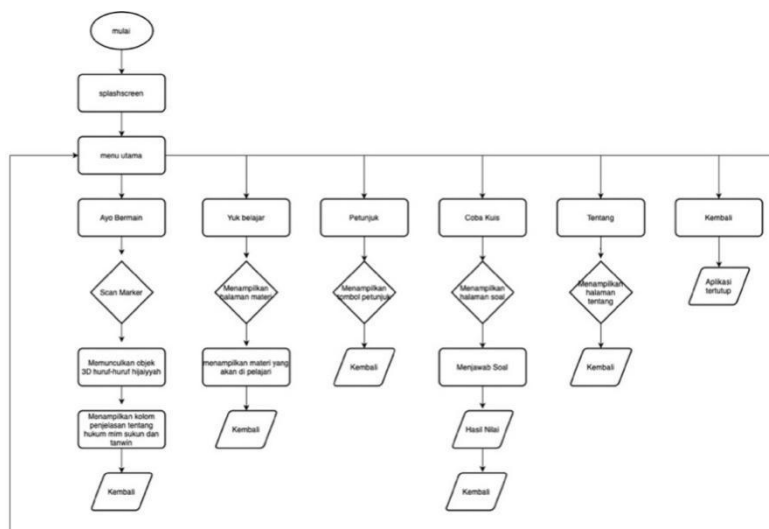 mulai
splashscreen
menu utama
Ayo Bermain
Yuk belajar
Petunjuk
Coba Kuis
Tentang
Kembali
Scan Marker
Menampilkan
halaman materi
Menampilkan
tombol petunjuk
Menampilkan
halaman soal
Menampilkan
halaman
tentang
Aplikasi
tertutup
Memunculkan objek
3D huruf-huruf hijaiyyah
menampilkan materi yang
akan di pelajari
Kembali
Menjawab Soal
Kembali
Menampilkan kolom
penjelasan tentang
hukum mim sukun dan
tanwin
Kembali
Hasil Nilai
Kembali
Kembali